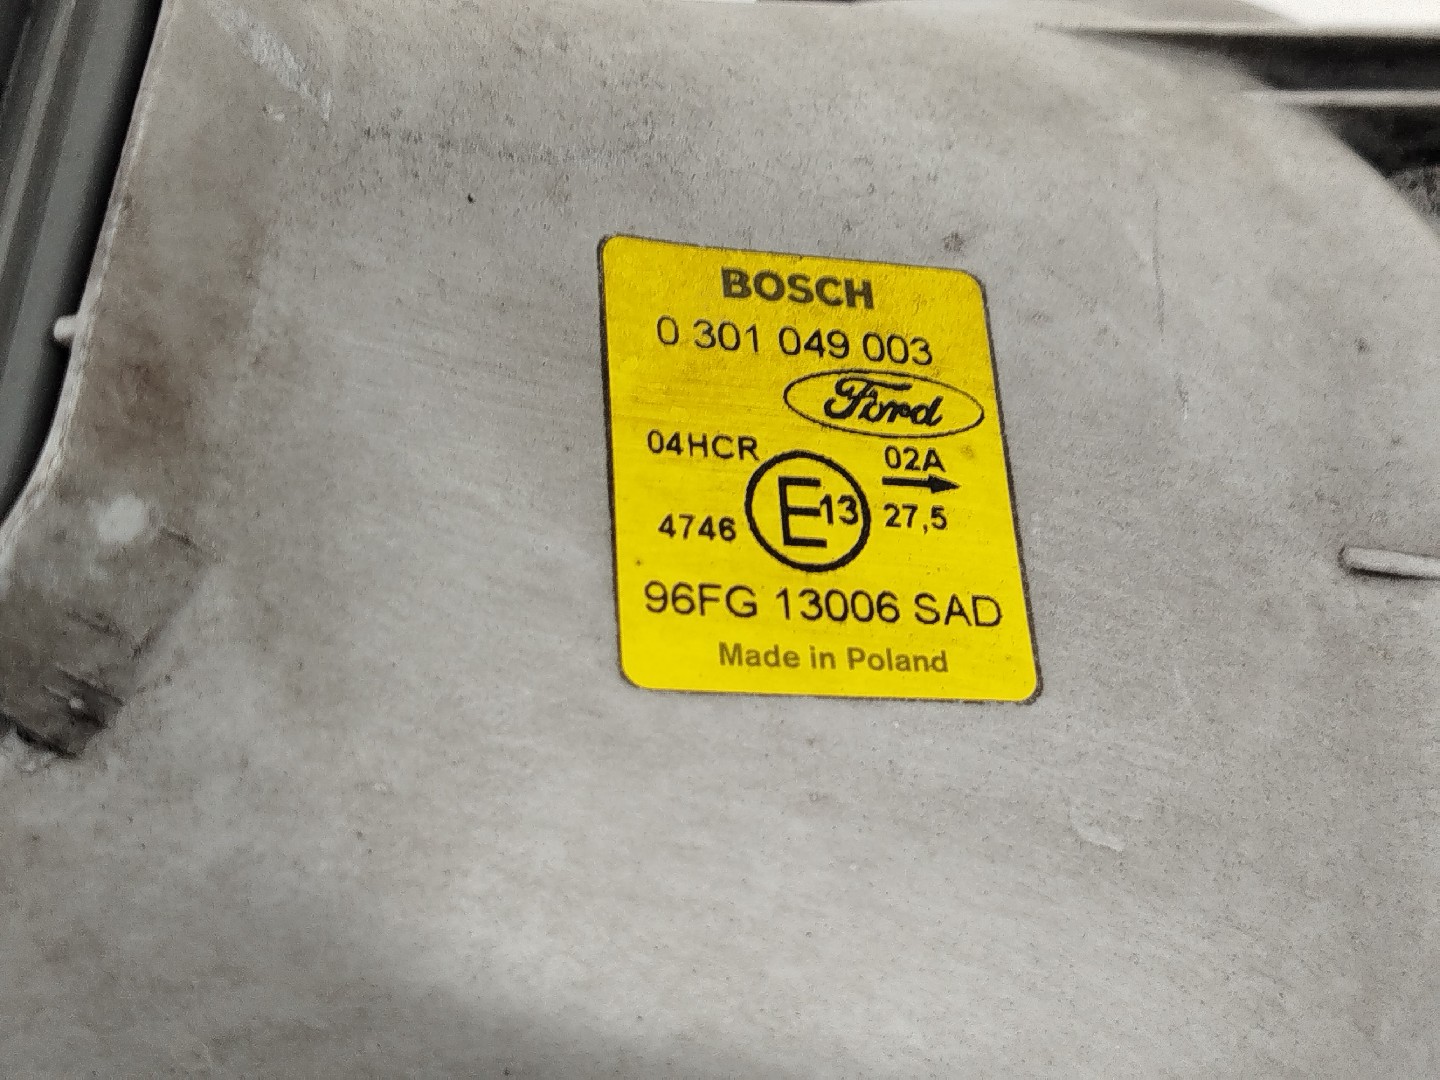 BOSCH
0 301 049 003
Ford
04HCR 02A
4746 E13 27,5
96FG 13006 SAD
Made in Poland